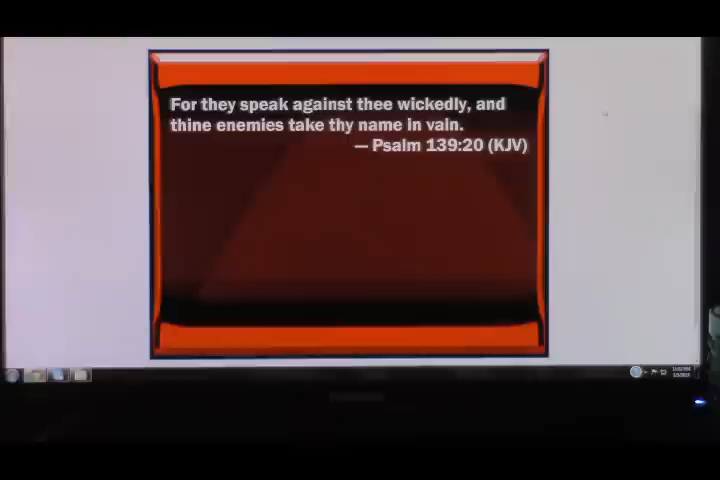 For they speak against thee wickedly, and
thine enemies take thy name in vain.
— Psalm 139:20 (KJV)